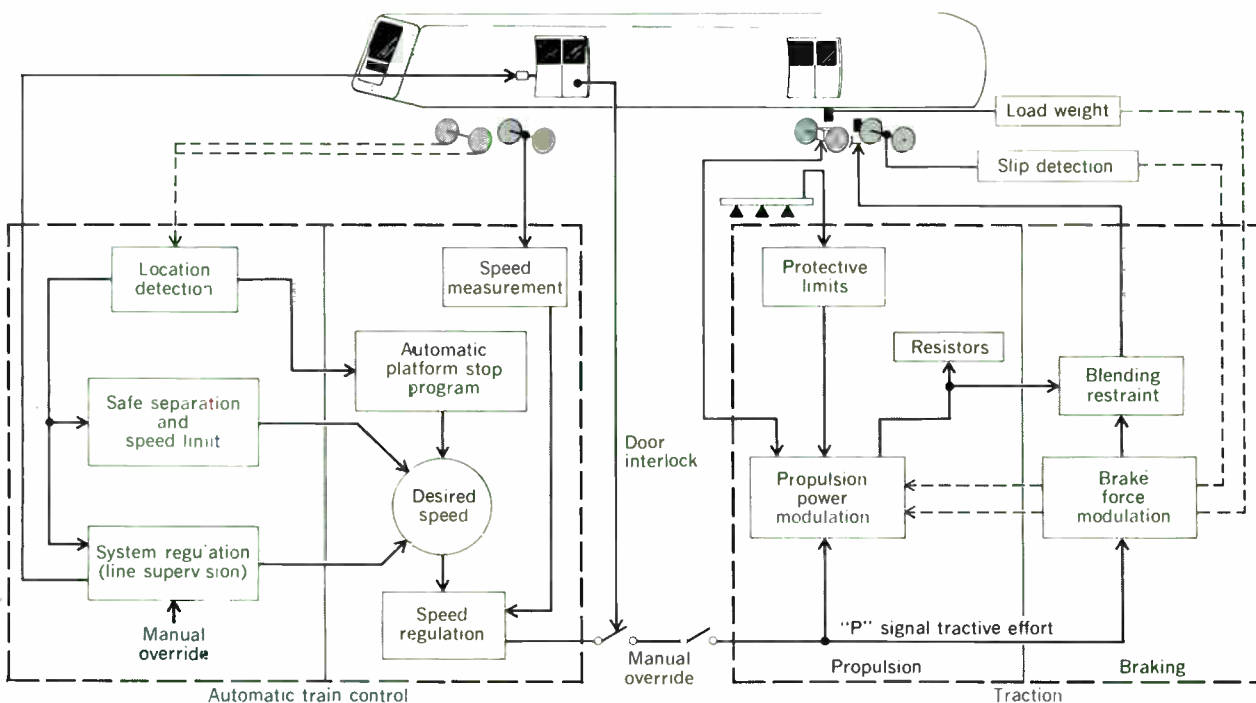 Load weight
Slip detection
Location
detection
Speed
measurement
Protective
limits
Automatic
platform stop
program
Resistors
Blending
restraint
Safe separation
and
speed limit
Door
interlock
Desired
speed
Propulsion
power
modulation
Brake
force
modulation
System regulation
(line supervision)
Speed
regulation
Manual
override
Manual
override
"P" signal tractive effort
Propulsion
Braking
Automatic train control
Traction